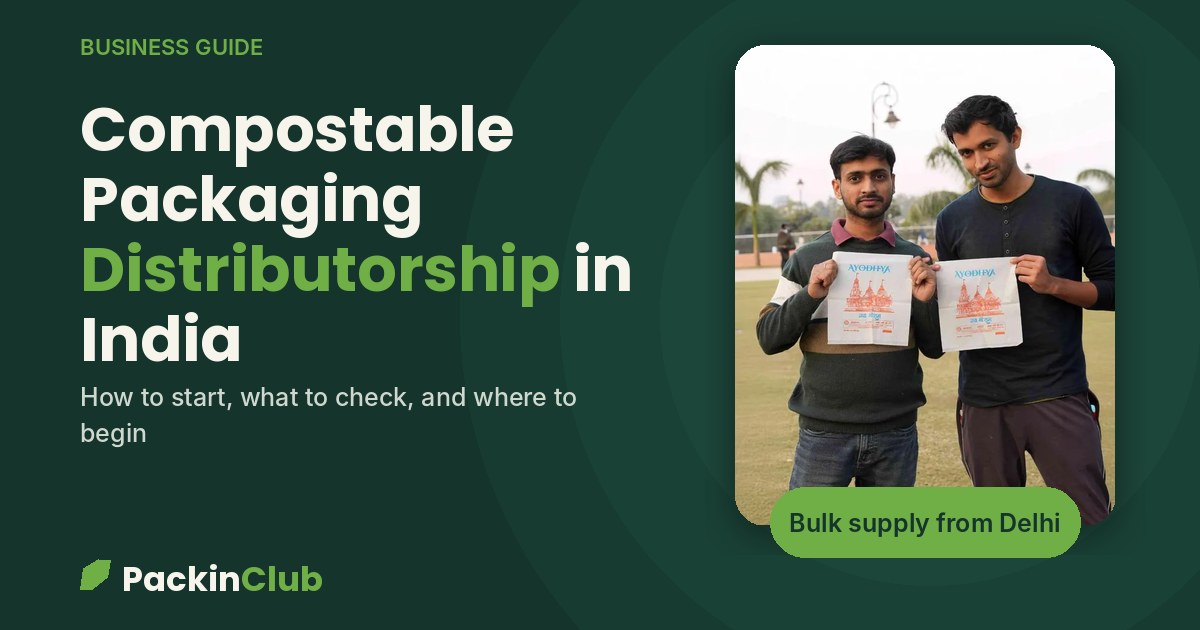 BUSINESS GUIDE
Compostable
Packaging
Distributorship in
India
How to start, what to check, and where to
begin
PackinClub
AYODHYA
AYODHYA
Bulk supply from Delhi